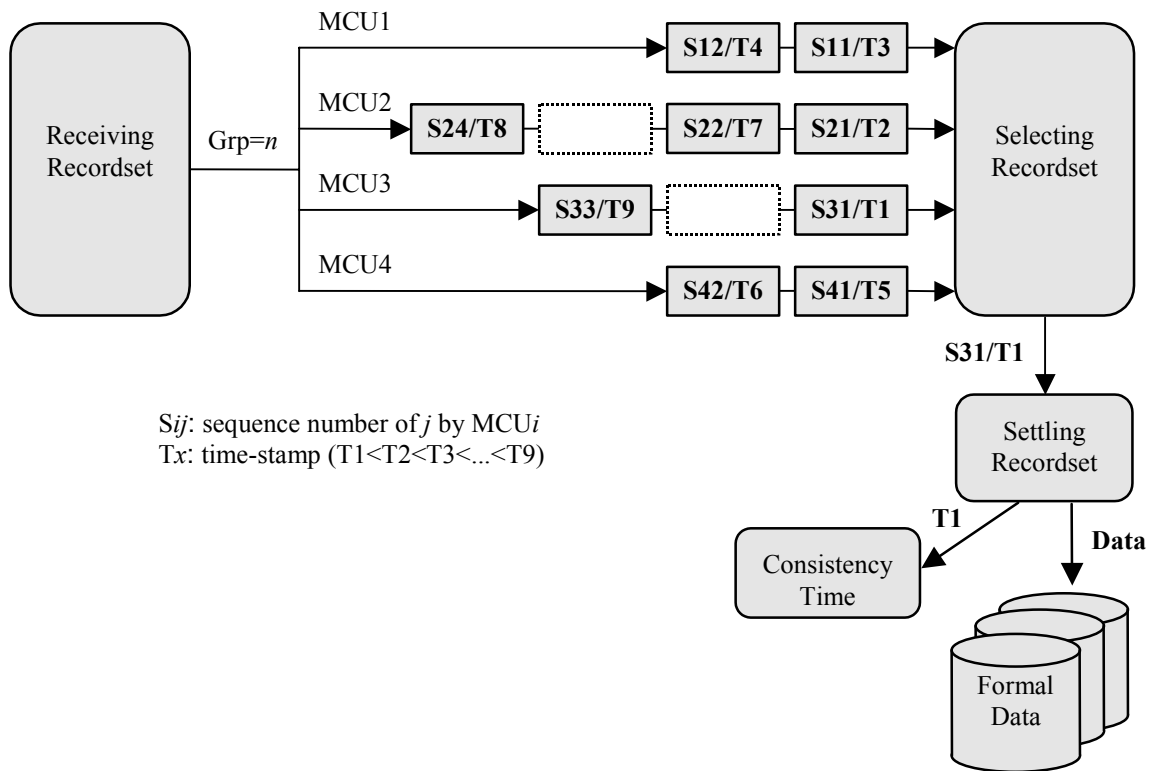 MCU1
S12/T4
S11/T3
MCU2
S24/T8
S22/T7
S21/T2
Receiving
Recordset
Grp=n
Selecting
Recordset
MCU3
S33/T9
S31/T1
MCU4
S42/T6
S41/T5
S31/T1
Sij: sequence number of j by MCUi
Tx: time-stamp (T1<T2<T3<...<T9)
Settling
Recordset
T1
Data
Consistency
Time
Formal
Data